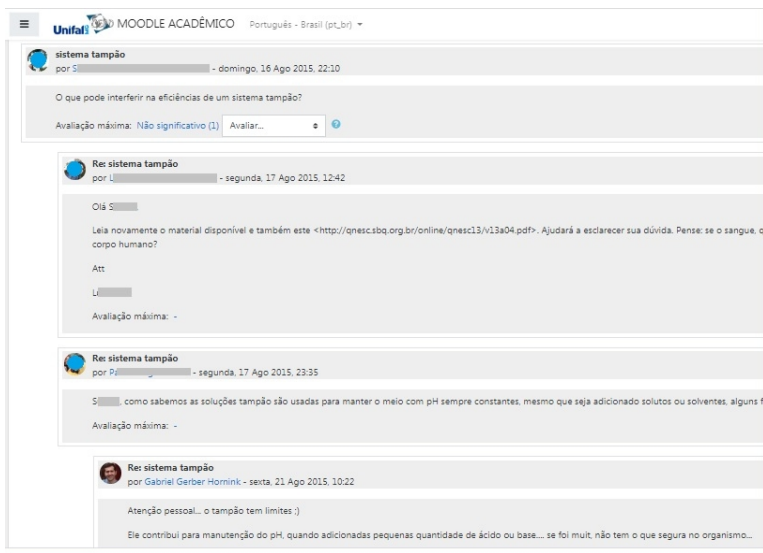 Unifal MOODLE ACADÊMICO Português - Brasil (pt_br)
sistema tampão
por S - domingo, 16 Ago 2015, 22:10
O que pode interferir na eficiências de um sistema tampão?
Avaliação máxima: Não significativo (1) Avaliar...
Re: sistema tampão
por L - segunda, 17 Ago 2015, 12:42
Olá S
Leia novamente o material disponível e também este <http://qnesc.sbq.org.br/online/qnesc13/v13a04.pdf>. Ajudará a esclarecer sua dúvida. Pense: se o sangue,
corpo humano?
Att
Avaliação máxima: -
Re: sistema tampão
por - segunda, 17 Ago 2015, 23:35
S , como sabemos as soluções tampão são usadas para manter o meio com pH sempre constantes, mesmo que seja adicionado solutos ou solventes, alguns
Avaliação máxima: -
Re: sistema tampão
por Gabriel Gerber Hornink - sexta, 21 Ago 2015, 10:22
Atenção pessoal... o tampão tem limites ;)
Ele contribui para manutenção do pH, quando adicionadas pequenas quantidade de ácido ou base.... se foi muit, não tem o que segura no organismo...